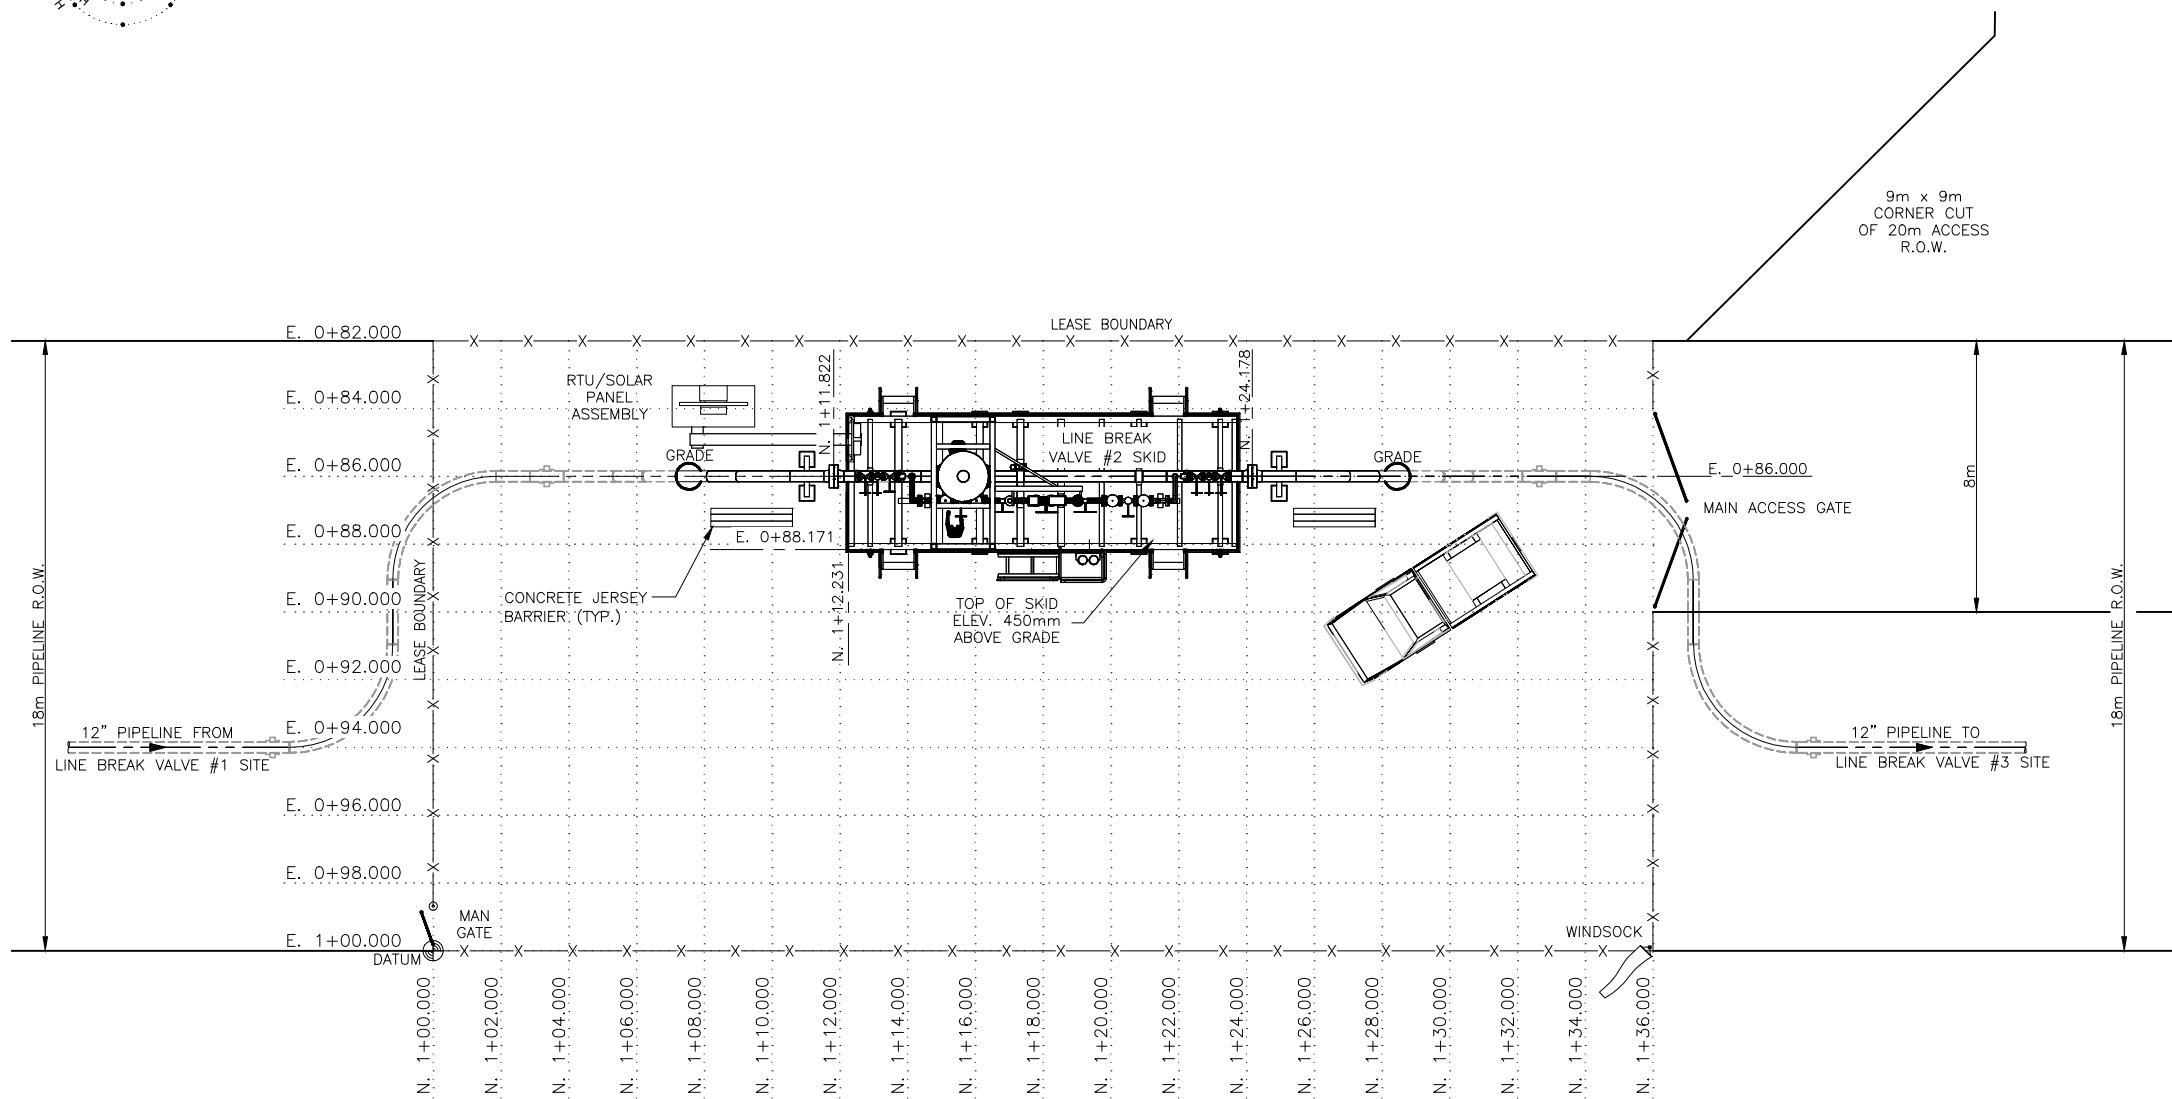 9m x 9m
CORNER CUT
OF 20m ACCESS
R.O.W.
E. 0+82.000
LEASE BOUNDARY
RTU/SOLAR
PANEL
ASSEMBLY
N. 1+11.822
N. 1+24.178
E. 0+84.000
LINE BREAK
VALVE #2 SKID
GRADE
GRADE
E. 0+86.000
E. 0+86.000
8m
MAIN ACCESS GATE
E. 0+88.000
E. 0+88.171
LEASE BOUNDARY
N. 1+12.231
CONCRETE JERSEY
BARRIER (TYP.)
TOP OF SKID
ELEV. 450mm
ABOVE GRADE
E. 0+90.000
18m PIPELINE R.O.W.
18m PIPELINE R.O.W.
E. 0+92.000
E. 0+94.000
12" PIPELINE FROM
LINE BREAK VALVE #1 SITE
12" PIPELINE TO
LINE BREAK VALVE #3 SITE
E. 0+96.000
E. 0+98.000
MAN
GATE
E. 1+00.000
DATUM
WINDSOCK
N. 1+00.000
N. 1+02.000
N. 1+04.000
N. 1+06.000
N. 1+08.000
N. 1+10.000
N. 1+12.000
N. 1+14.000
N. 1+16.000
N. 1+18.000
N. 1+20.000
N. 1+22.000
N. 1+24.000
N. 1+26.000
N. 1+28.000
N. 1+30.000
N. 1+32.000
N. 1+34.000
N. 1+36.000